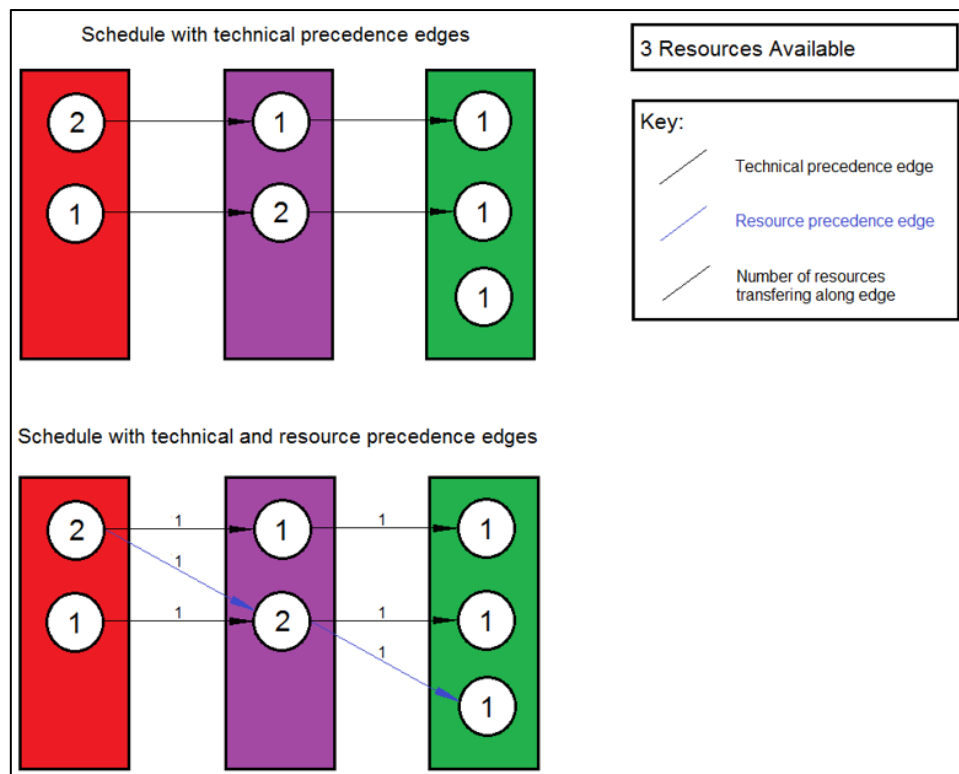 Schedule with technical precedence edges
3 Resources Available
2
1
1
1
2
1
1
Key:
Technical precedence edge
Resource precedence edge
Number of resources
transfering along edge
Schedule with technical and resource precedence edges
2
1
1
1
1
1
1
1
2
1
1
1
1